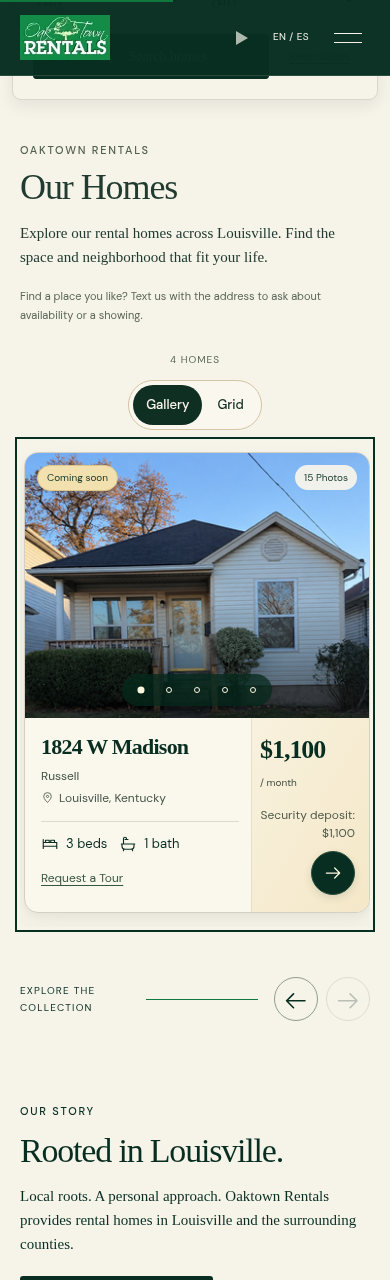 Oak Town
RENTALS
EN / ES
OAKTOWN RENTALS
Our Homes
Explore our rental homes across Louisville. Find the
space and neighborhood that fit your life.
Find a place you like? Text us with the address to ask about
availability or a showing.
4 HOMES
Gallery Grid
Coming soon
15 Photos
1824 W Madison
Russell
Louisville, Kentucky
3 beds 1 bath
Request a Tour
$1,100
/ month
Security deposit:
$1,100
EXPLORE THE
COLLECTION
OUR STORY
Rooted in Louisville.
Local roots. A personal approach. Oaktown Rentals
provides rental homes in Louisville and the surrounding
counties.